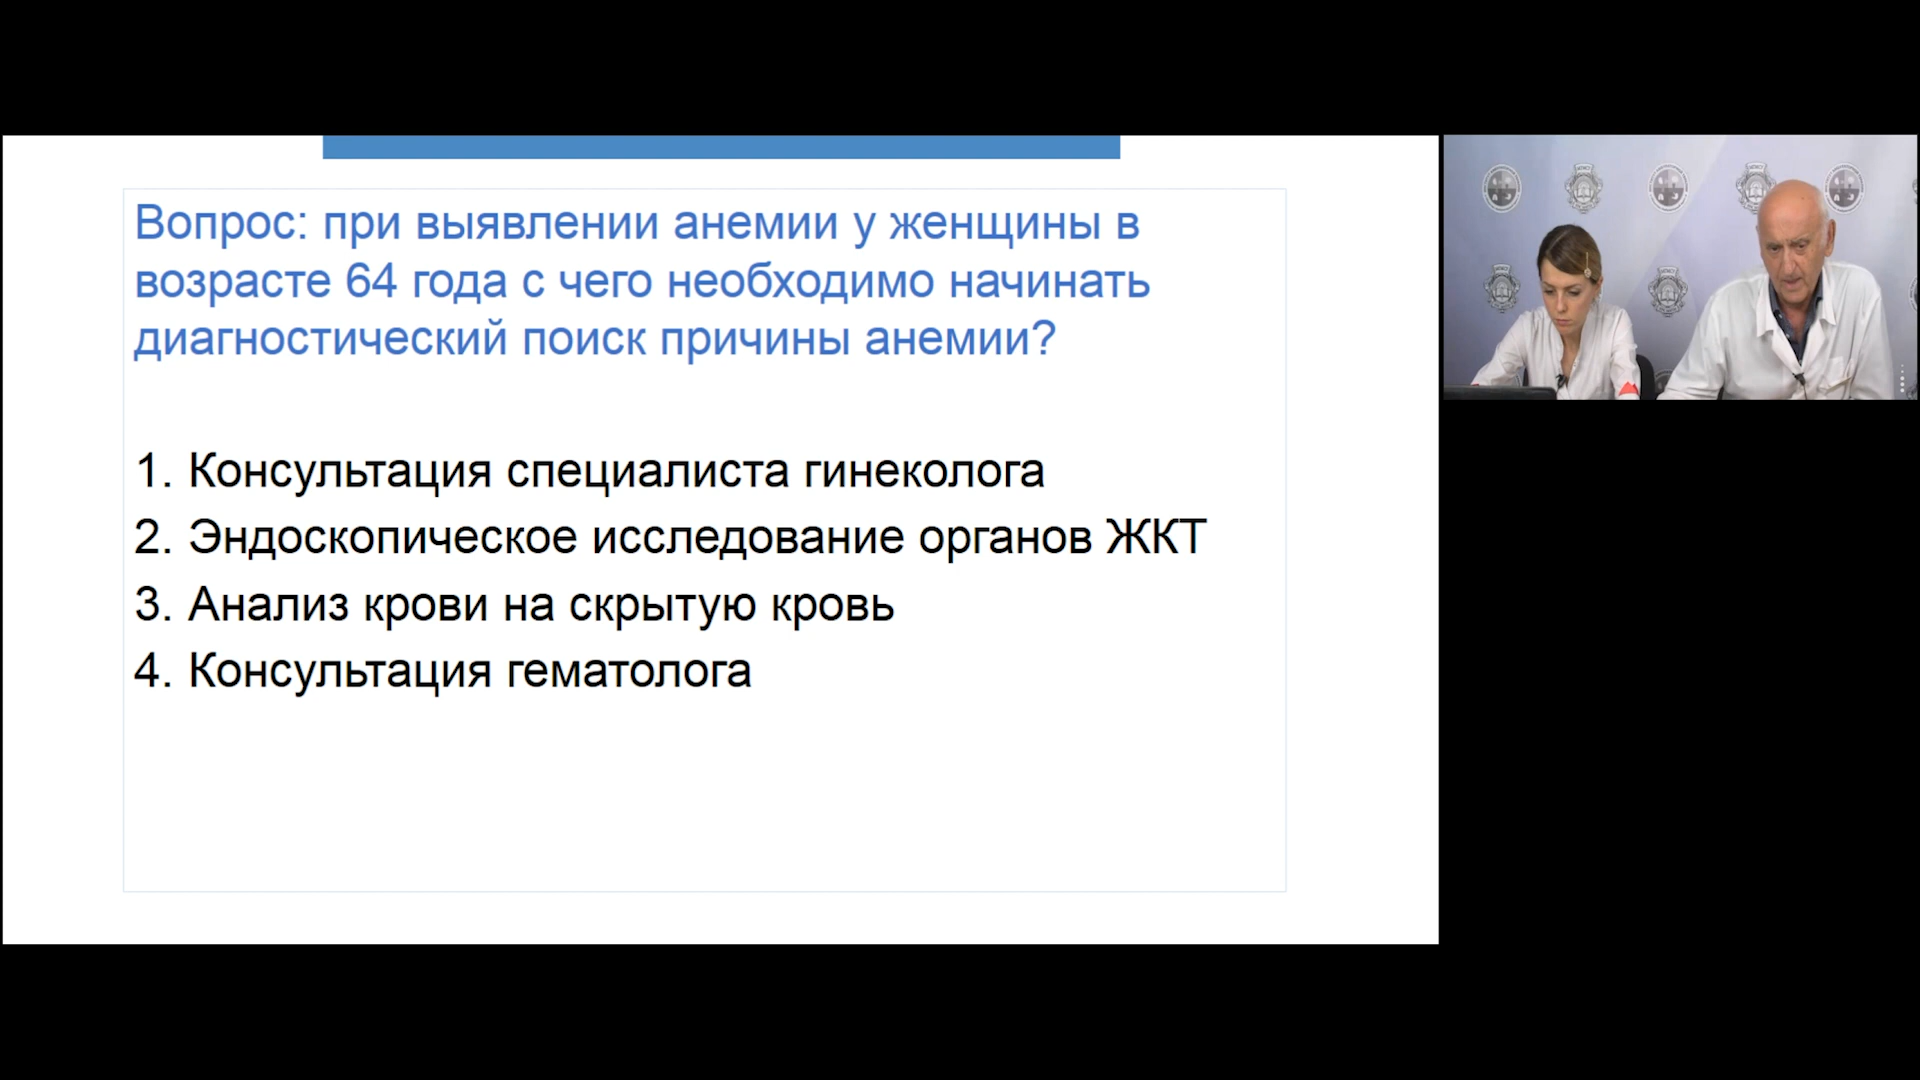 Вопрос: при выявлении анемии у женщины в
возрасте 64 года с чего необходимо начинать
диагностический поиск причины анемии?
1. Консультация специалиста гинеколога
2. Эндоскопическое исследование органов ЖКТ
3. Анализ крови на скрытую кровь
4. Консультация гематолога